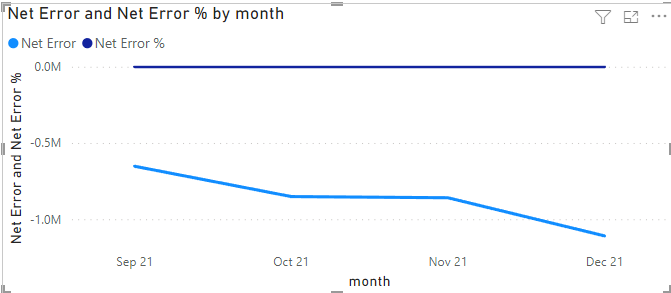 Net Error and Net Error % by month
Net Error Net Error %
Net Error and Net Error %
0.0M
-0.5M
-1.0M
Sep 21 Oct 21 Nov 21 Dec 21
month